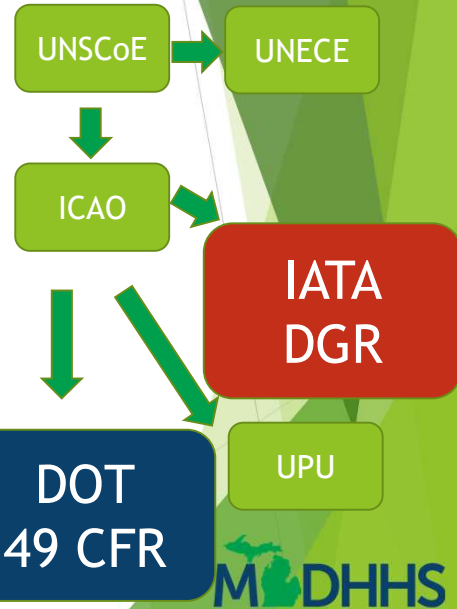 UNSCoE
UNECE
ICAO
IATA
DGR
UPU
DOT
49 CFR
MDHHS